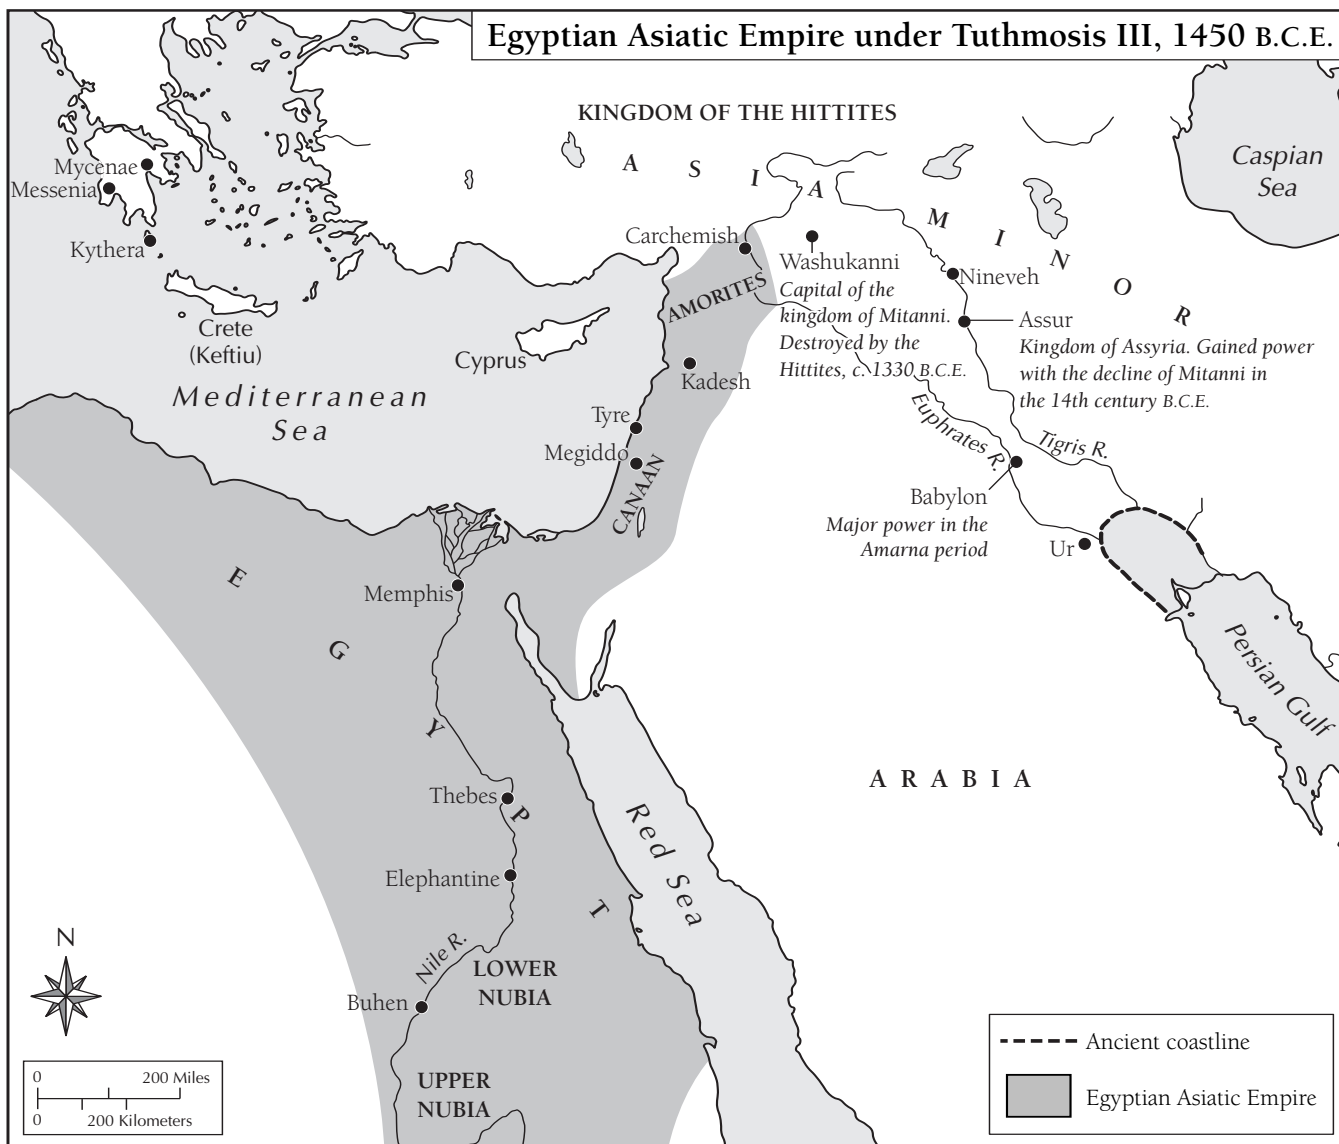 Egyptian Asiatic Empire under Tuthmosis III, 1450 B.C.E.
KINGDOM OF THE HITTITES
ASIA MINOR
Caspian
Sea
Mycenae
Messenia
Kythera
Crete
(Keftiu)
Cyprus
Mediterranean
Sea
Carchemish
AMORITES
Washukanni
Capital of the
kingdom of Mitanni.
Destroyed by the
Hittites, c. 1330 B.C.E.
Nineveh
Assur
Kingdom of Assyria. Gained power
with the decline of Mitanni in
the 14th century B.C.E.
Kadesh
Tyre
Megiddo
CANAAN
Euphrates R.
Tigris R.
Babylon
Major power in the
Amarna period
Ur
Persian Gulf
EGYPT
Memphis
Thebes
Elephantine
Nile R.
LOWER
NUBIA
Buhen
UPPER
NUBIA
Red Sea
ARABIA
N
0 200 Miles
0 200 Kilometers
Ancient coastline
Egyptian Asiatic Empire